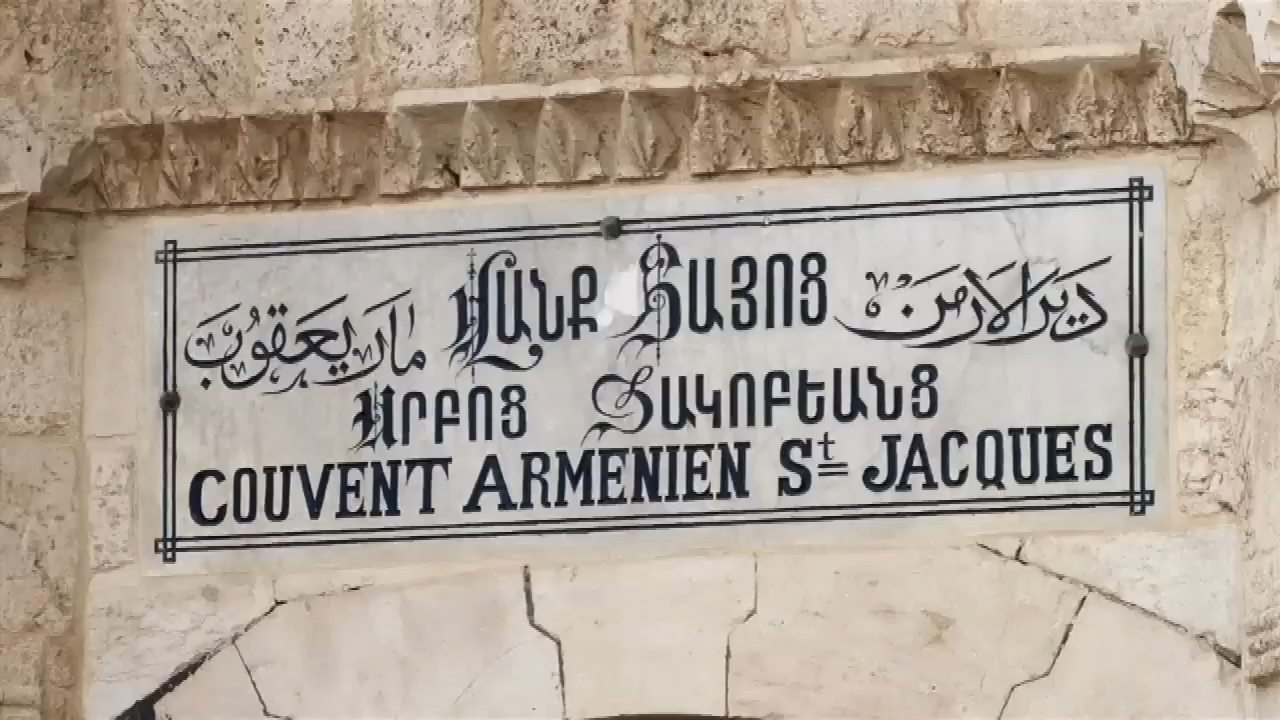 دير الارمن ՎԱՆՔ ՀԱՅՈՑ مار يعقوب
ՍՐԲՈՑ ՅԱԿՈԲԵԱՆՑ
COUVENT ARMENIEN St JACQUES